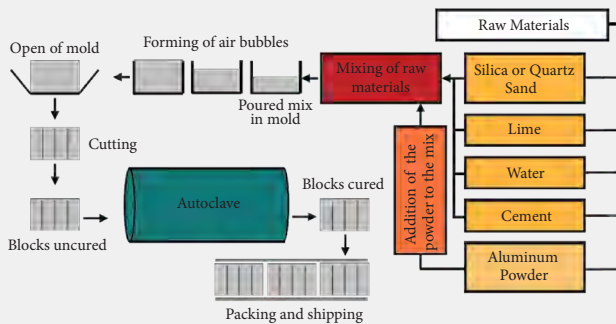 Raw Materials
Open of mold
Forming of air bubbles
Poured mix
in mold
Mixing of raw
materials
Silica or Quartz
Sand
Lime
Water
Cement
Aluminum
Powder
Addition of the
powder to the mix
Cutting
Blocks uncured
Autoclave
Blocks cured
Packing and shipping